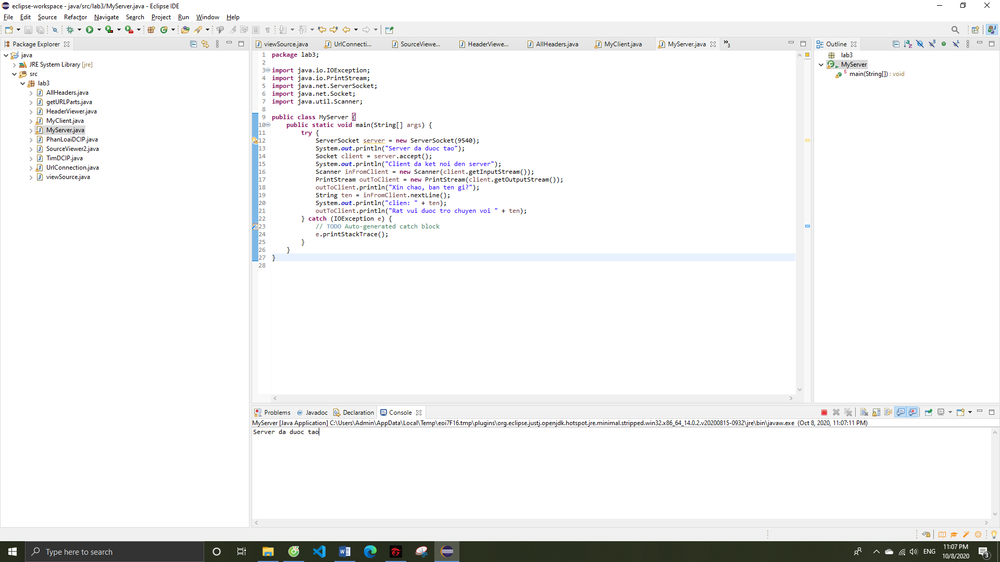 eclipse-workspace - java/src/lab3/MyServer.java - Eclipse IDE
File Edit Source Refactor Navigate Search Project Run Window Help
Package Explorer
java
JRE System Library [jre]
src
lab3
AllHeaders.java
getURLParts.java
HeaderViewer.java
MyClient.java
MyServer.java
PhanLoaiDCIP.java
SourceViewer2.java
TimDCIP.java
UrlConnection.java
viewSource.java
viewSource.java UrlConnecti... SourceViewe... HeaderViewe... AllHeaders.java MyClient.java MyServer.java 3
1 package lab3;
2
3 import java.io.IOException;
4 import java.io.PrintStream;
5 import java.net.ServerSocket;
6 import java.net.Socket;
7 import java.util.Scanner;
8
9 public class MyServer {
10 public static void main(String[] args) {
11 try {
12 ServerSocket server = new ServerSocket(9540);
13 System.out.println("Server da duoc tao");
14 Socket client = server.accept();
15 System.out.println("Client da ket noi den server");
16 Scanner inFromClient = new Scanner(client.getInputStream());
17 PrintStream outToClient = new PrintStream(client.getOutputStream());
18 outToClient.println("Xin chao, ban ten gi?");
19 String ten = inFromClient.nextLine();
20 System.out.println("clien: " + ten);
21 outToClient.println("Rat vui duoc tro chuyen voi " + ten);
22 } catch (IOException e) {
23 // TODO Auto-generated catch block
24 e.printStackTrace();
25 }
26 }
27 }
28
Outline
lab3
MyServer
main(String[]) : void
Problems @ Javadoc Declaration Console
MyServer [Java Application] C:\Users\Admin\AppData\Local\Temp\eoi7F16.tmp\plugins\org.eclipse.justj.openjdk.hotspot.jre.minimal.stripped.win32.x86_64_14.0.2.v20200815-0932\jre\bin\javaw.exe (Oct 8, 2020, 11:07:11 PM)
Server da duoc tao
Type here to search
ENG
11:07 PM
10/8/2020
3